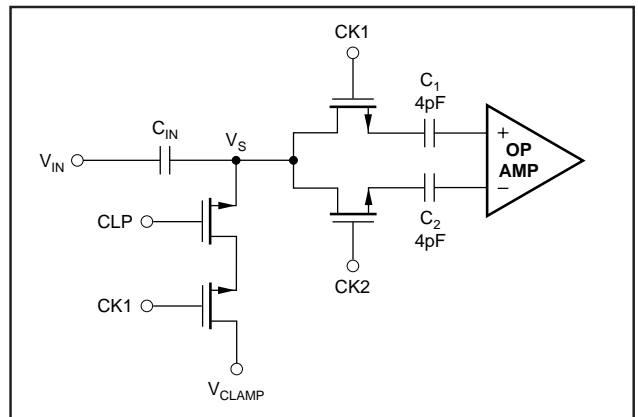 CK1
C1
4pF
CIN
VS
VIN
+
OP
AMP
−
CLP
C2
4pF
CK2
CK1
VCLAMP